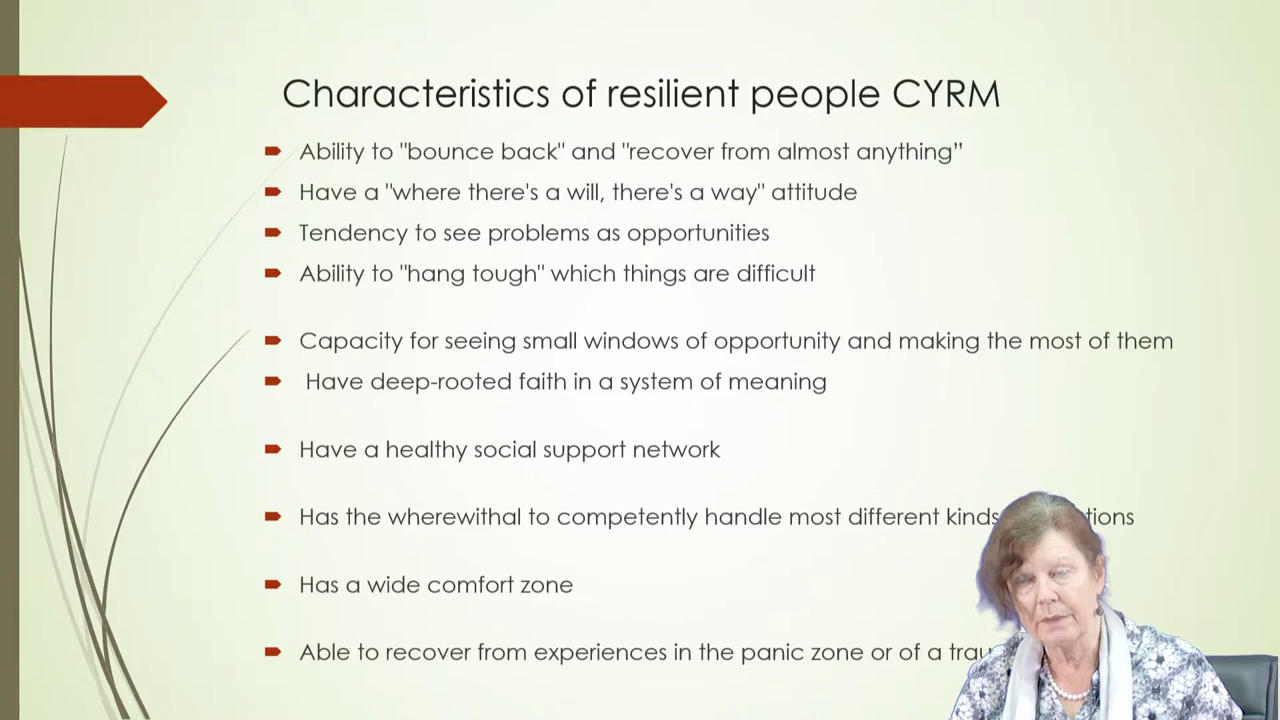 Characteristics of resilient people CYRM
Ability to "bounce back" and "recover from almost anything”
Have a "where there's a will, there's a way" attitude
Tendency to see problems as opportunities
Ability to "hang tough" which things are difficult
Capacity for seeing small windows of opportunity and making the most of them
Have deep-rooted faith in a system of meaning
Have a healthy social support network
Has the wherewithal to competently handle most different kinds
Has a wide comfort zone
Able to recover from experiences in the panic zone or of a